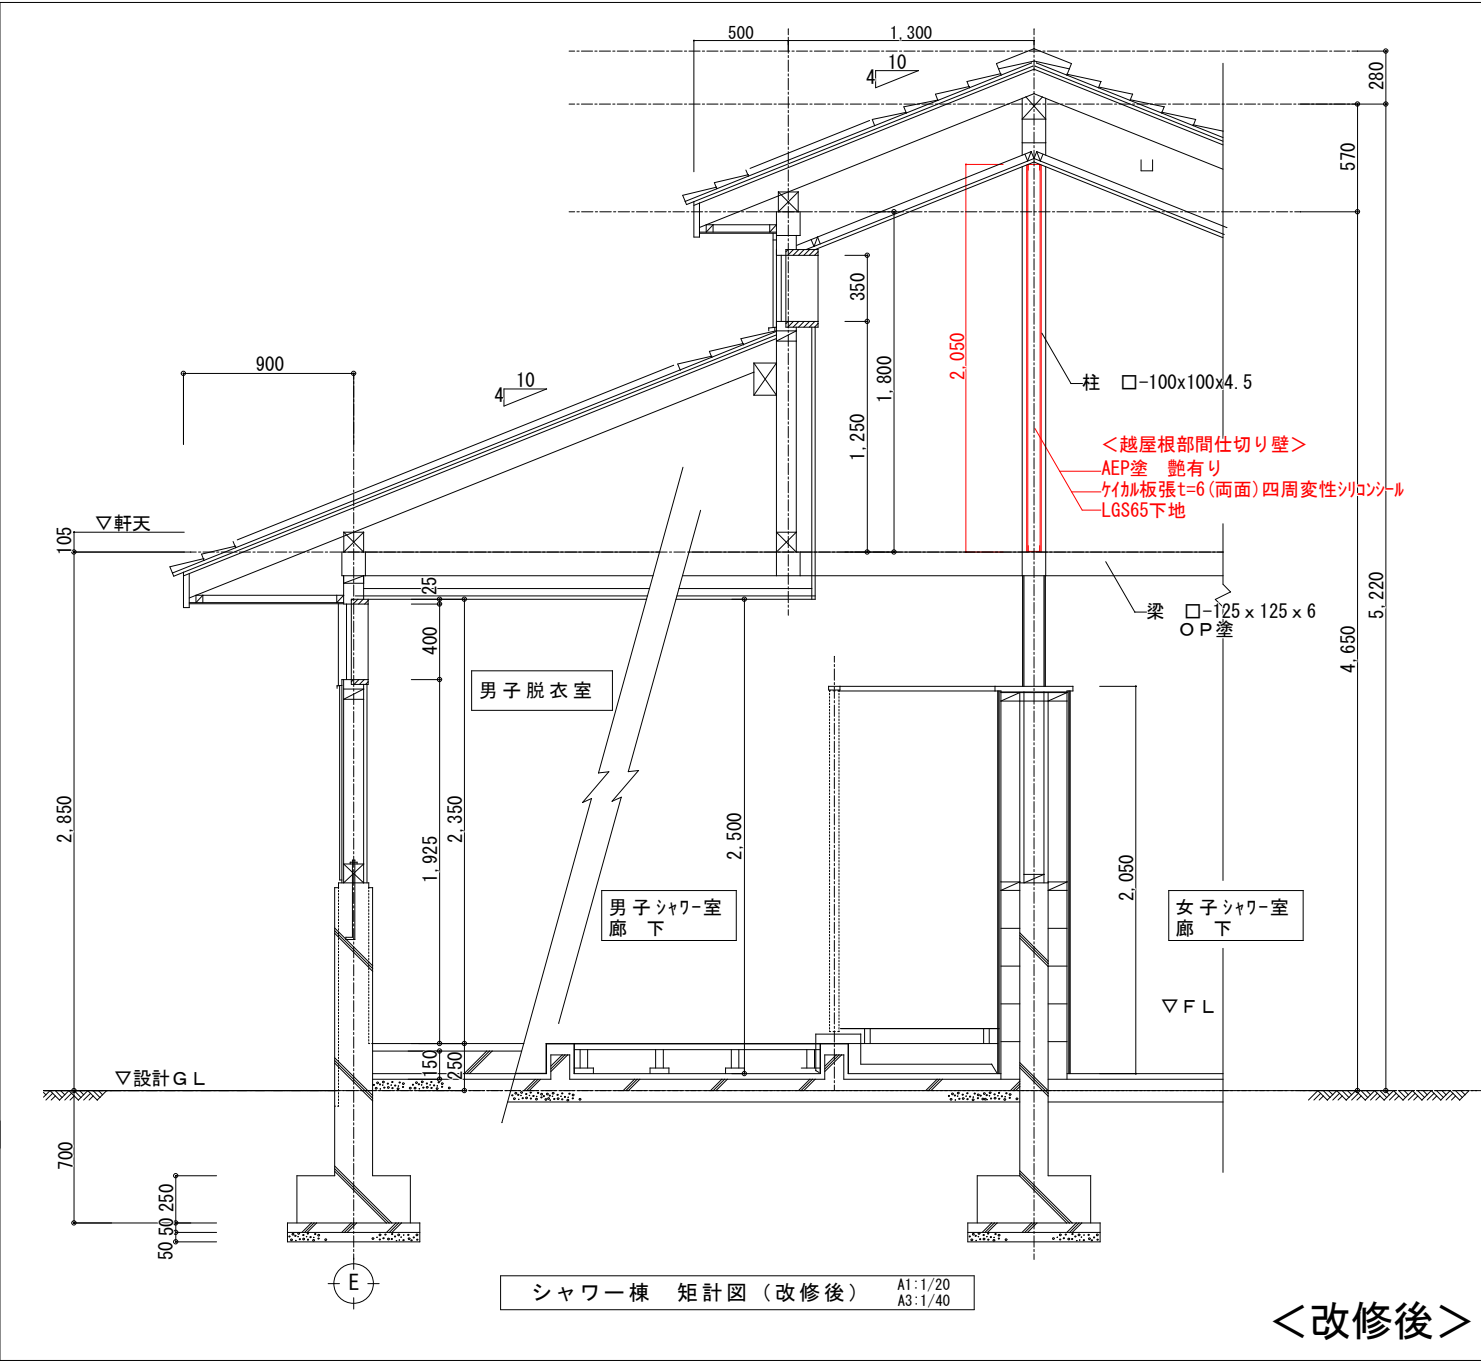 500
1,300
10
4
280
570
350
2,050
1,800
1,250
900
10
4
柱 □-100x100x4.5
<越屋根部間仕切り壁>
AEP塗 艶有り
ケイカル板張t=6(両面)四周変性シリコンシール
LGS65下地
▽軒天
105
25
400
梁 □-125x125x6
OP塗
5,220
4,650
男子脱衣室
2,850
1,925
2,350
2,500
2,050
男子シャワー室
廊 下
女子シャワー室
廊 下
▽FL
150
250
▽設計GL
700
250
50
50
E
シャワー棟 矩計図(改修後)
A1:1/20
A3:1/40
<改修後>